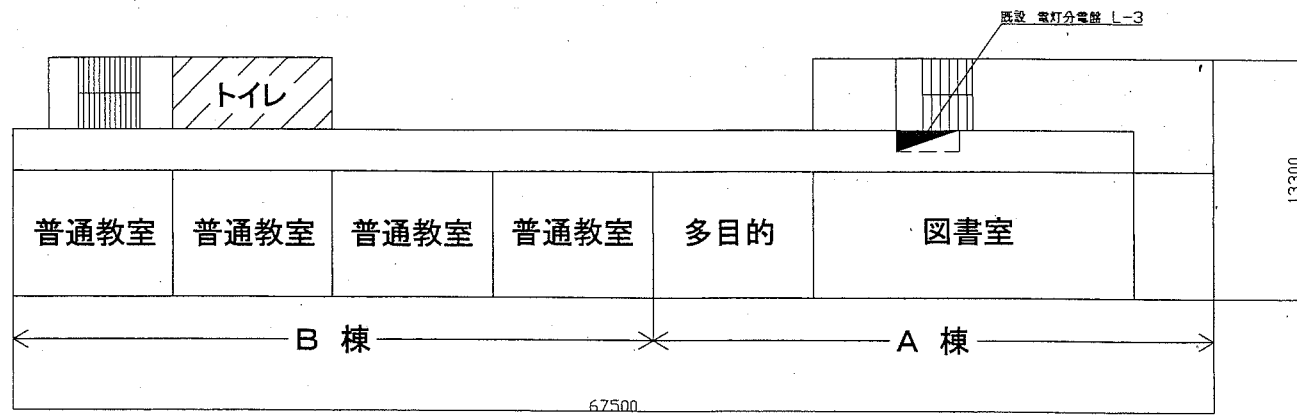 既設 電灯分電盤 L-3
トイレ
普通教室
普通教室
普通教室
普通教室
多目的
図書室
13300
B 棟
A 棟
67500